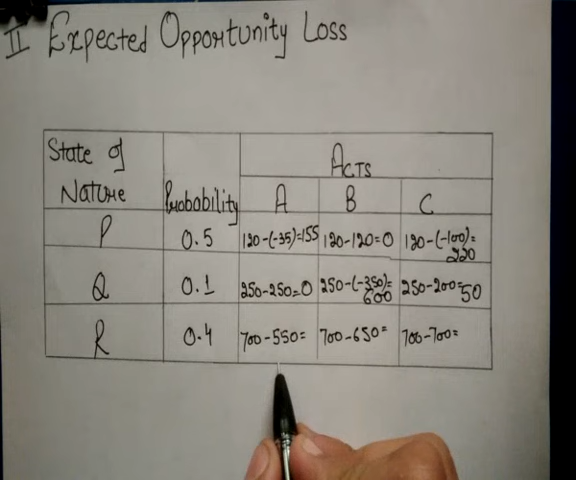 II Expected Opportunity Loss
State of Nature Probability Acts
A B C
P 0.5 120-(-35)=155 120-120=0 120-(-100)=220
Q 0.1 250-250=0 250-(-350)=600 250-200=50
R 0.4 700-550= 700-650= 700-700=